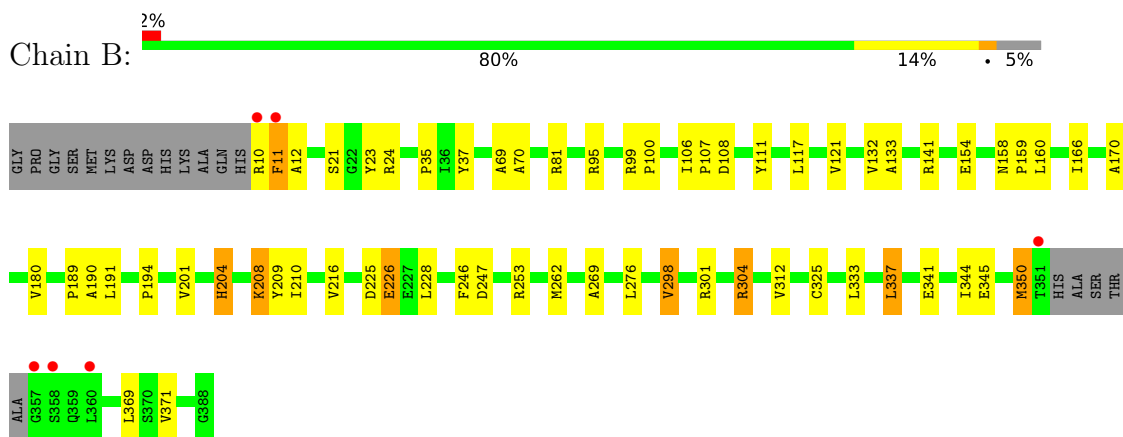 2%
Chain B:
80% 14% • 5%
GLY PRO GLY SER MET LYS ASP ASP HIS LYS ALA GLN HIS R10 F11 A12 S21 G22 Y23 R24 P35 I36 Y37 A69 A70 R81 R95 R99 P100 I106 P107 D108 Y111 L117 V121 V132 A133 R141 E154 N158 P159 L160 I166 A170
V180 P189 A190 L191 P194 V201 H204 K208 Y209 I210 V216 D225 E226 E227 L228 F246 D247 R253 M262 A269 L276 V298 R301 R304 V312 C325 L333 L337 E341 I344 E345 M350 T351 HIS ALA SER THR
ALA G357 S358 Q359 L360 L369 S370 V371 G388